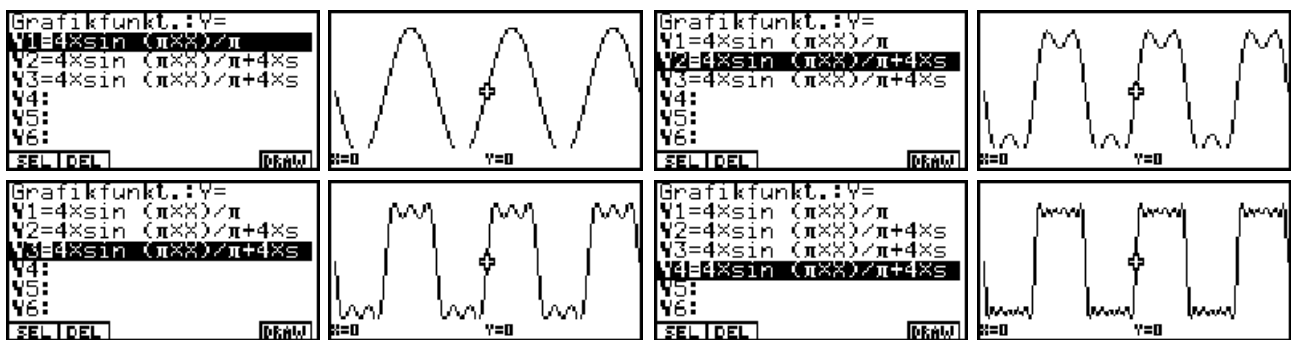 Grafikfunkt.:Y=
Y1=4×sin (π×X)/π
Y2=4×sin (π×X)/π+4×s
Y3=4×sin (π×X)/π+4×s
Y4:
Y5:
Y6:
SEL DEL DRAW
X=0 Y=0
Grafikfunkt.:Y=
Y1=4×sin (π×X)/π
Y2=4×sin (π×X)/π+4×s
Y3=4×sin (π×X)/π+4×s
Y4:
Y5:
Y6:
SEL DEL DRAW
X=0 Y=0
Grafikfunkt.:Y=
Y1=4×sin (π×X)/π
Y2=4×sin (π×X)/π+4×s
Y3=4×sin (π×X)/π+4×s
Y4:
Y5:
Y6:
SEL DEL DRAW
X=0 Y=0
Grafikfunkt.:Y=
Y1=4×sin (π×X)/π
Y2=4×sin (π×X)/π+4×s
Y3=4×sin (π×X)/π+4×s
Y4=4×sin (π×X)/π+4×s
Y5:
Y6:
SEL DEL DRAW
X=0 Y=0